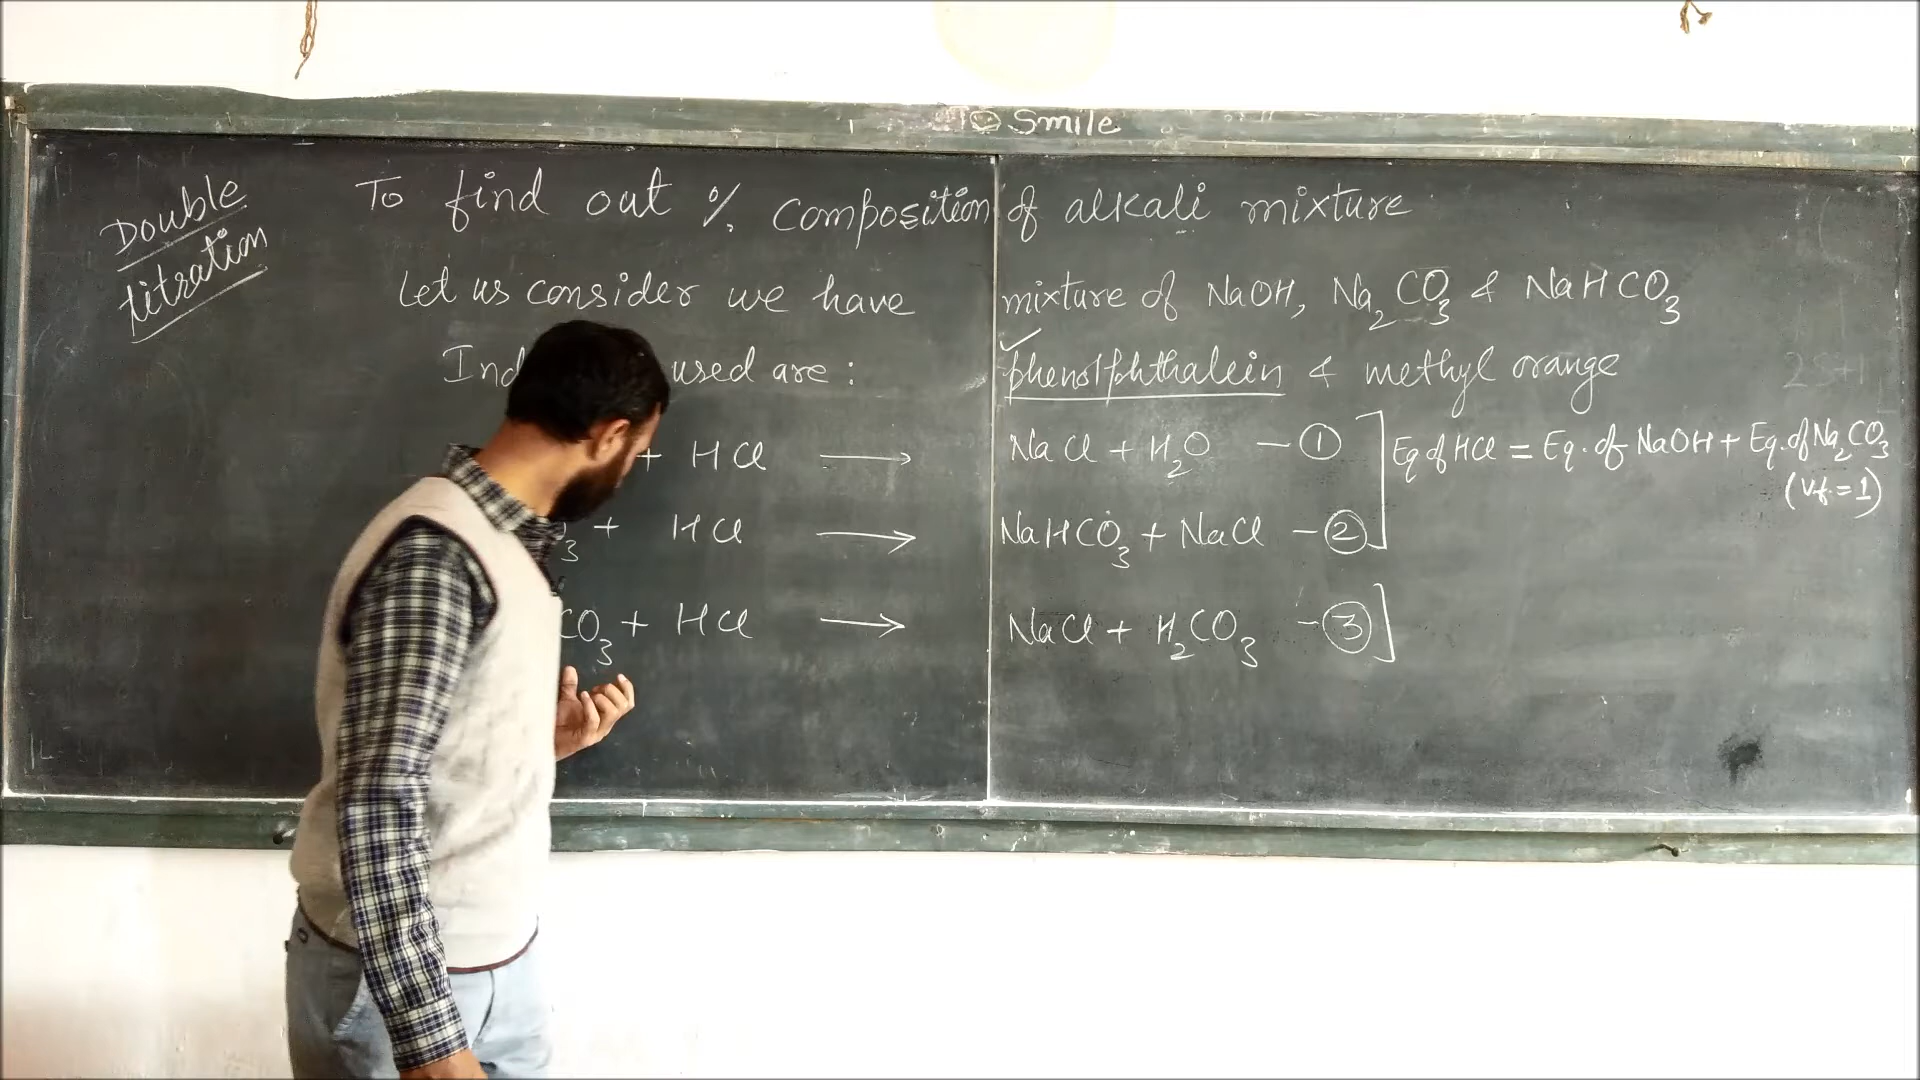 ☺ Smile
Double
titration
To find out % composition of alkali mixture
Let us consider we have mixture of NaOH, Na₂CO₃ & NaHCO₃
used are : phenolphthalein & methyl orange
+ HCl ⟶ NaCl + H₂O — ①
Eq of HCl = Eq. of NaOH + Eq. of Na₂CO₃
(v.f. = 1)
₃ + HCl ⟶ NaHCO₃ + NaCl — ②
CO₃ + HCl ⟶ NaCl + H₂CO₃ — ③